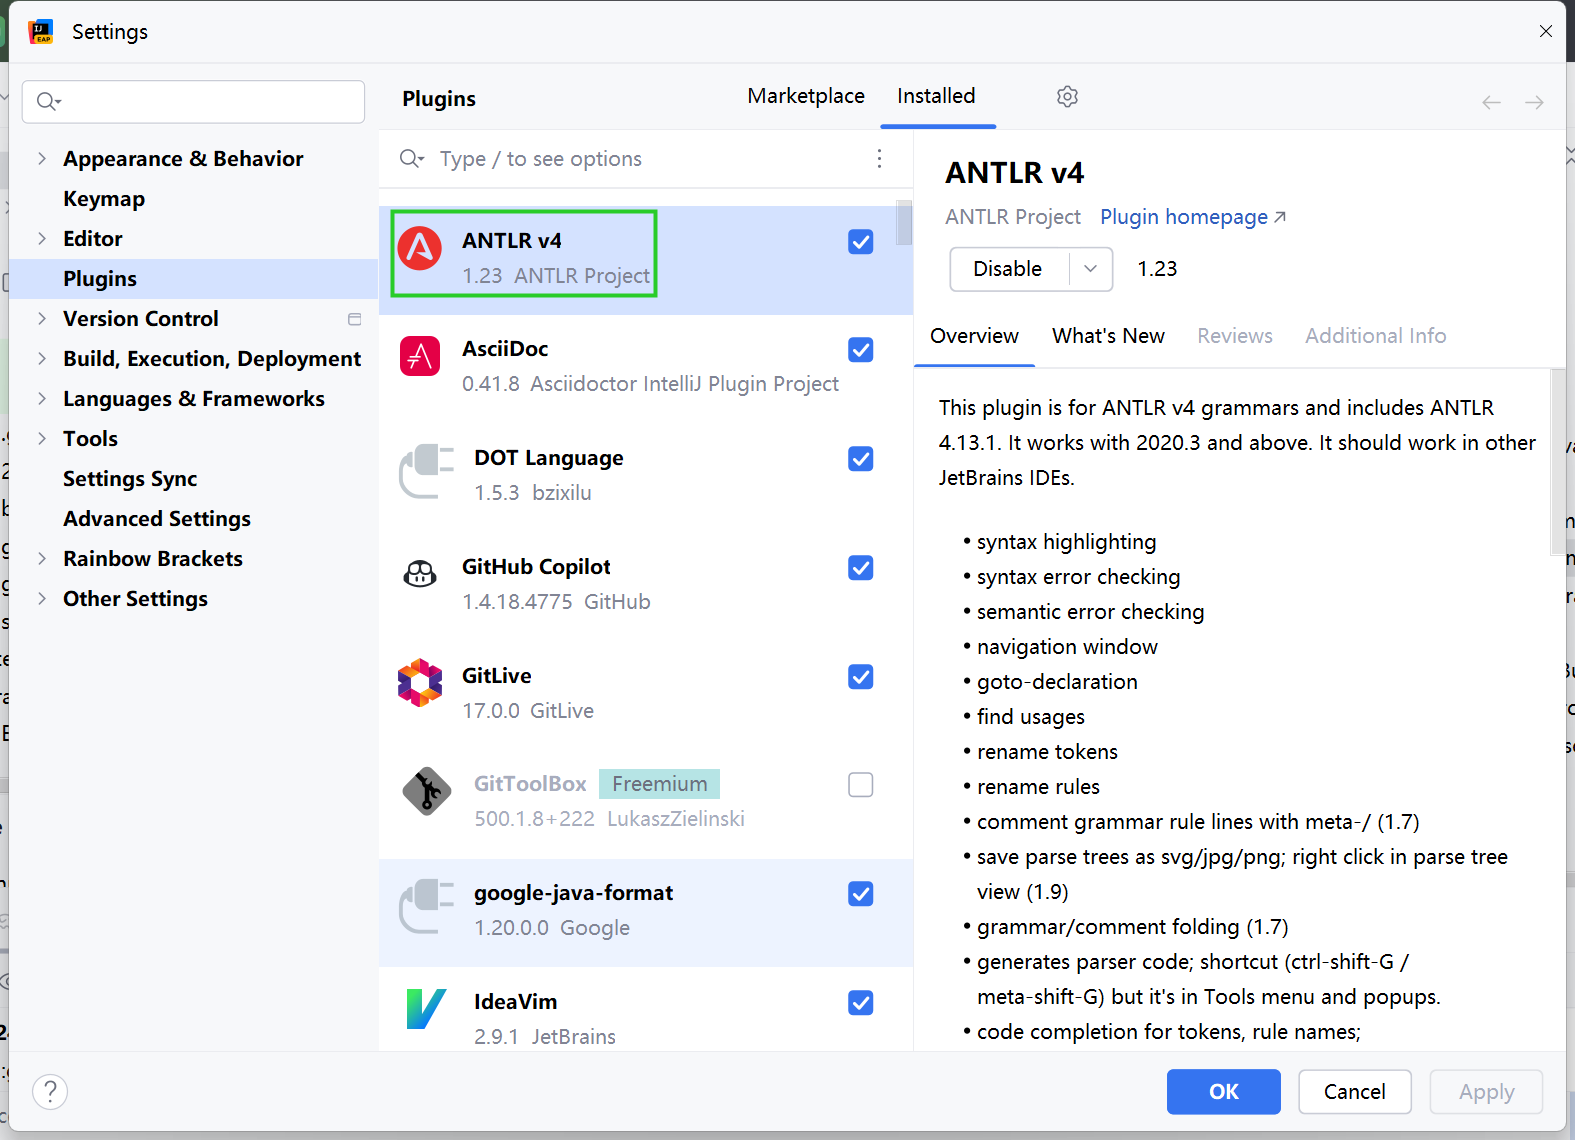 Settings
Plugins
Marketplace
Installed
Appearance & Behavior
Keymap
Editor
Plugins
Version Control
Build, Execution, Deployment
Languages & Frameworks
Tools
Settings Sync
Advanced Settings
Rainbow Brackets
Other Settings
Type / to see options
ANTLR v4
1.23 ANTLR Project
AsciiDoc
0.41.8 Asciidoctor IntelliJ Plugin Project
DOT Language
1.5.3 bzixilu
GitHub Copilot
1.4.18.4775 GitHub
GitLive
17.0.0 GitLive
GitToolBox Freemium
500.1.8+222 LukaszZielinski
google-java-format
1.20.0.0 Google
IdeaVim
2.9.1 JetBrains
ANTLR v4
ANTLR Project Plugin homepage ↗
Disable 1.23
Overview What's New Reviews Additional Info
This plugin is for ANTLR v4 grammars and includes ANTLR
4.13.1. It works with 2020.3 and above. It should work in other
JetBrains IDEs.
• syntax highlighting
• syntax error checking
• semantic error checking
• navigation window
• goto-declaration
• find usages
• rename tokens
• rename rules
• comment grammar rule lines with meta-/ (1.7)
• save parse trees as svg/jpg/png; right click in parse tree
view (1.9)
• grammar/comment folding (1.7)
• generates parser code; shortcut (ctrl-shift-G /
meta-shift-G) but it's in Tools menu and popups.
• code completion for tokens, rule names;
?
OK
Cancel
Apply